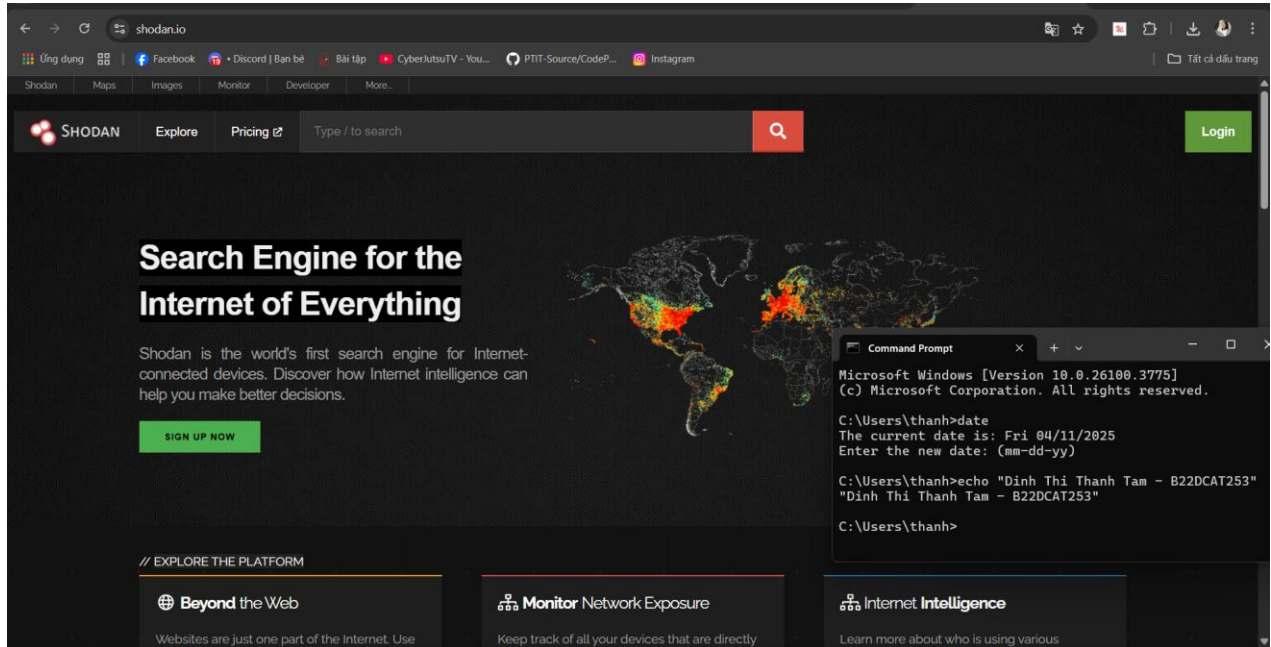 shodan.io
Ứng dụng Facebook • Discord | Bạn bè Bài tập CyberJutsuTV - You... PTIT-Source/CodeP... Instagram Tất cả dấu trang
Shodan Maps Images Monitor Developer More...
SHODAN Explore Pricing Type / to search Login
Search Engine for the
Internet of Everything
Shodan is the world's first search engine for Internet-
connected devices. Discover how Internet intelligence can
help you make better decisions.
SIGN UP NOW
Command Prompt
Microsoft Windows [Version 10.0.26100.3775]
(c) Microsoft Corporation. All rights reserved.
C:\Users\thanh>date
The current date is: Fri 04/11/2025
Enter the new date: (mm-dd-yy)
C:\Users\thanh>echo "Dinh Thi Thanh Tam - B22DCAT253"
"Dinh Thi Thanh Tam - B22DCAT253"
C:\Users\thanh>
// EXPLORE THE PLATFORM
Beyond the Web
Websites are just one part of the Internet. Use
Monitor Network Exposure
Keep track of all your devices that are directly
Internet Intelligence
Learn more about who is using various